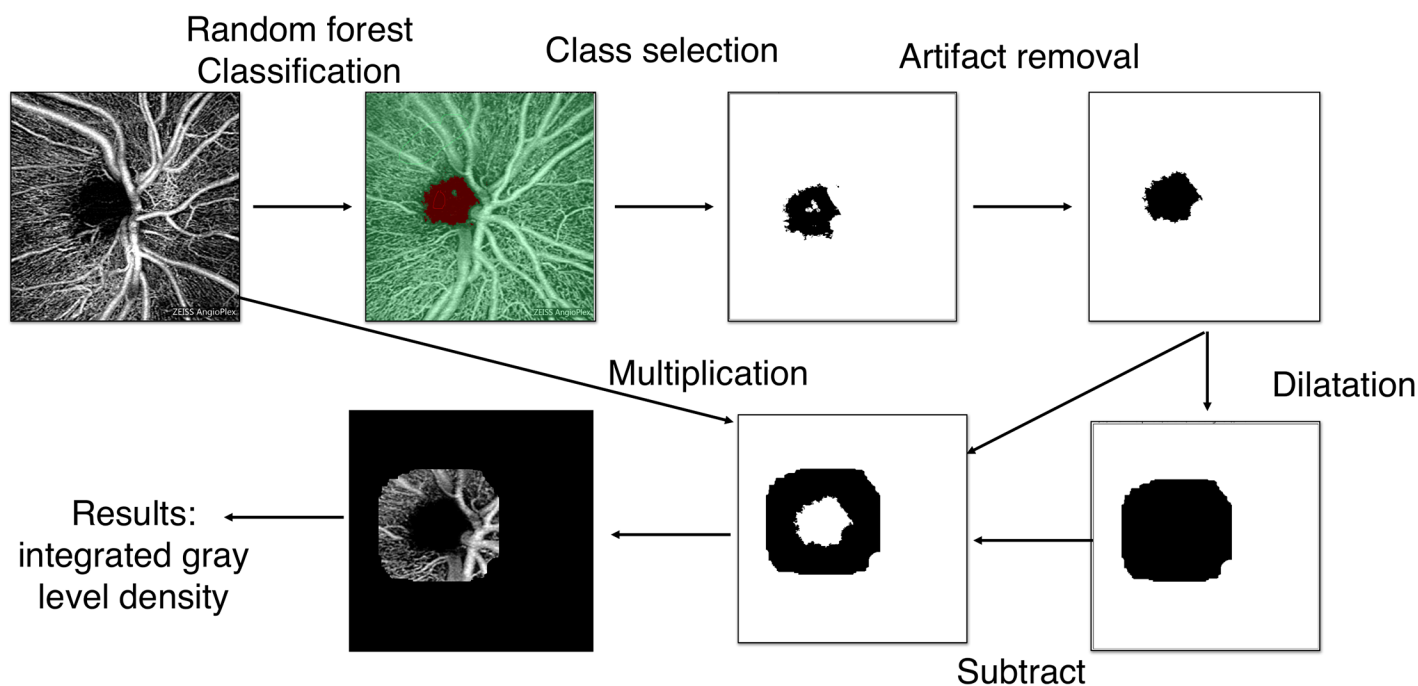 Random forest
Classification
Class selection
Artifact removal
ZEISS AngioPlex
ZEISS AngioPlex
Multiplication
Dilatation
Results:
integrated gray
level density
Subtract